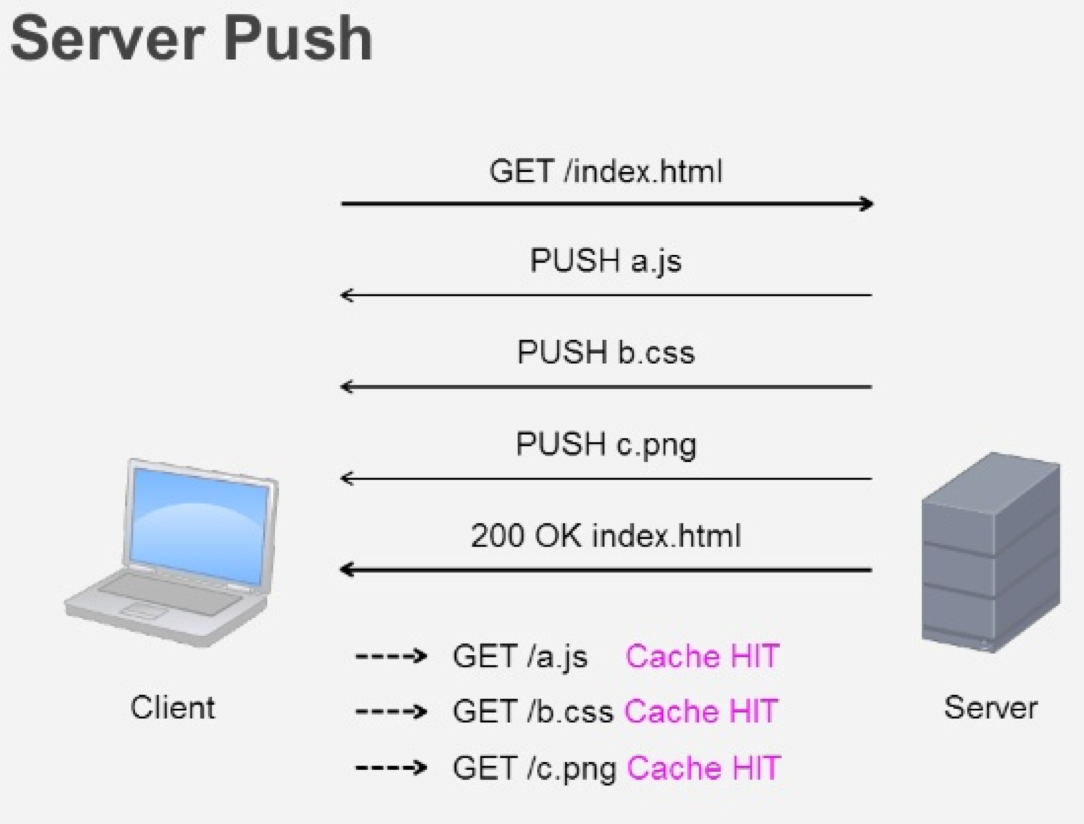 Server Push
GET /index.html
PUSH a.js
PUSH b.css
PUSH c.png
200 OK index.html
GET /a.js Cache HIT
GET /b.css Cache HIT
GET /c.png Cache HIT
Client
Server